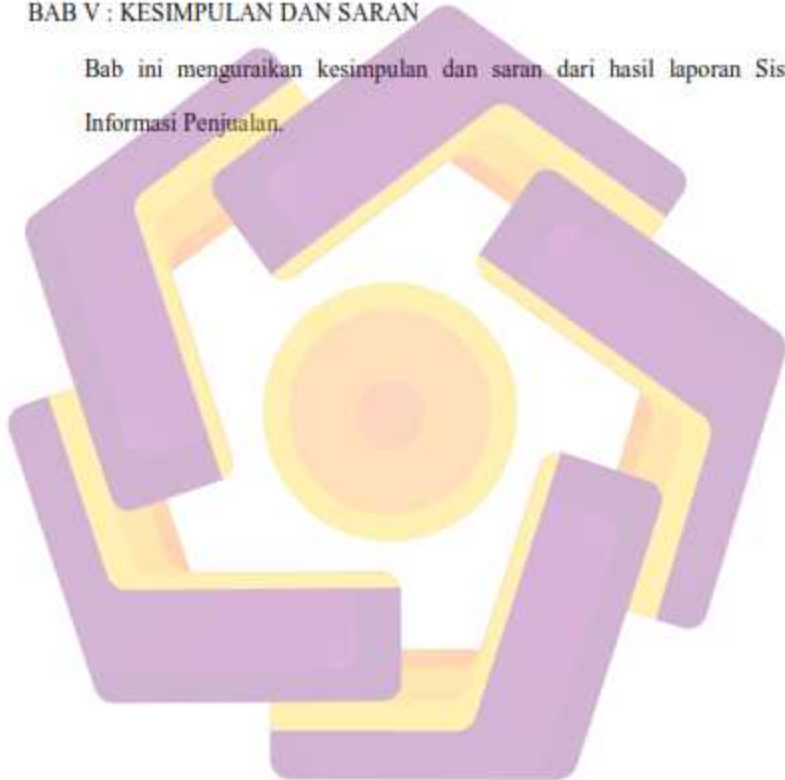 BAB V : KESIMPULAN DAN SARAN
Bab ini menguraikan kesimpulan dan saran dari hasil laporan Sis
Informasi Penjualan.